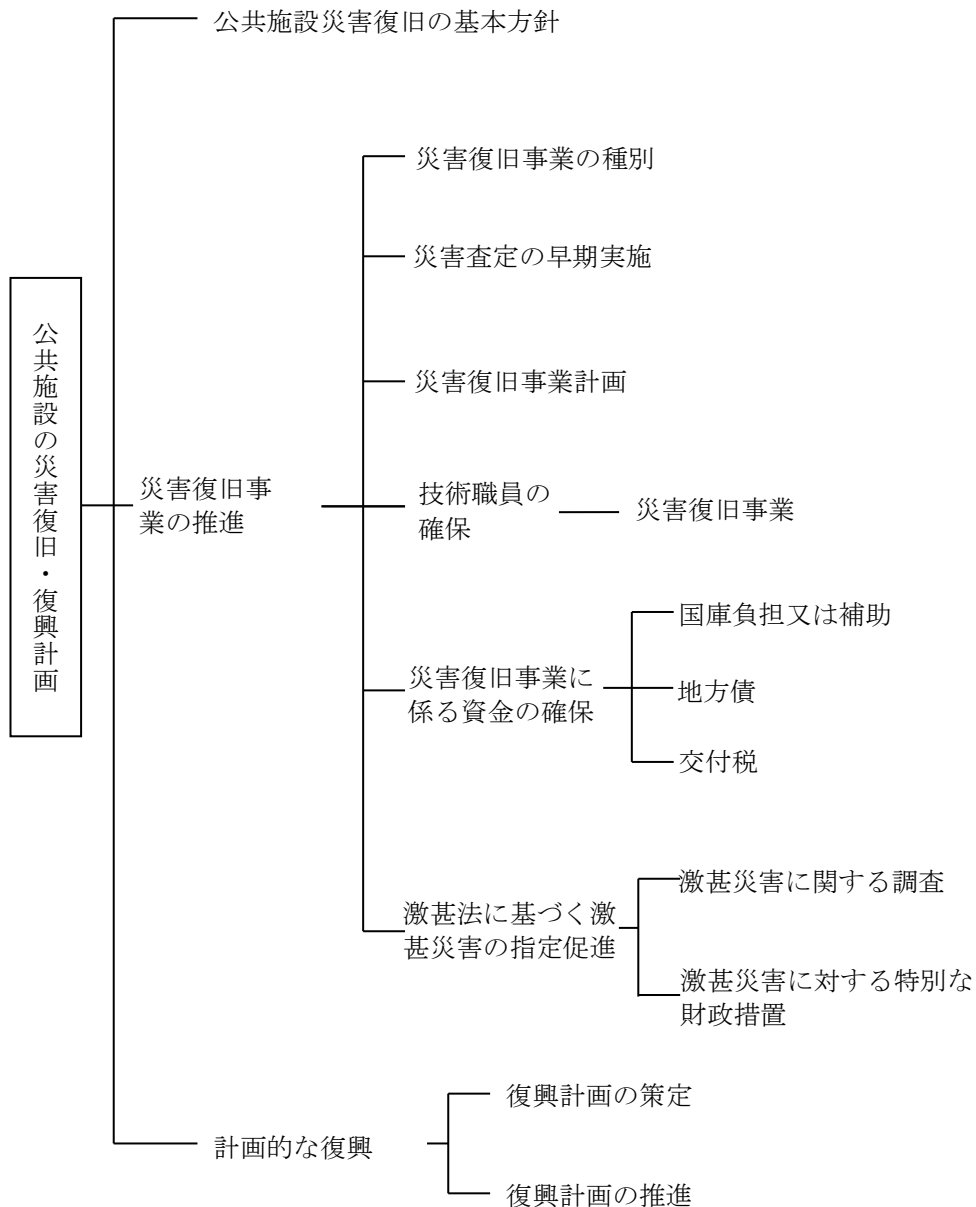 公共施設の災害復旧・復興計画
公共施設災害復旧の基本方針
災害復旧事
業の推進
災害復旧事業の種別
災害査定の早期実施
災害復旧事業計画
技術職員の
確保
災害復旧事業
災害復旧事業に
係る資金の確保
国庫負担又は補助
地方債
交付税
激甚法に基づく激
甚災害の指定促進
激甚災害に関する調査
激甚災害に対する特別な
財政措置
計画的な復興
復興計画の策定
復興計画の推進